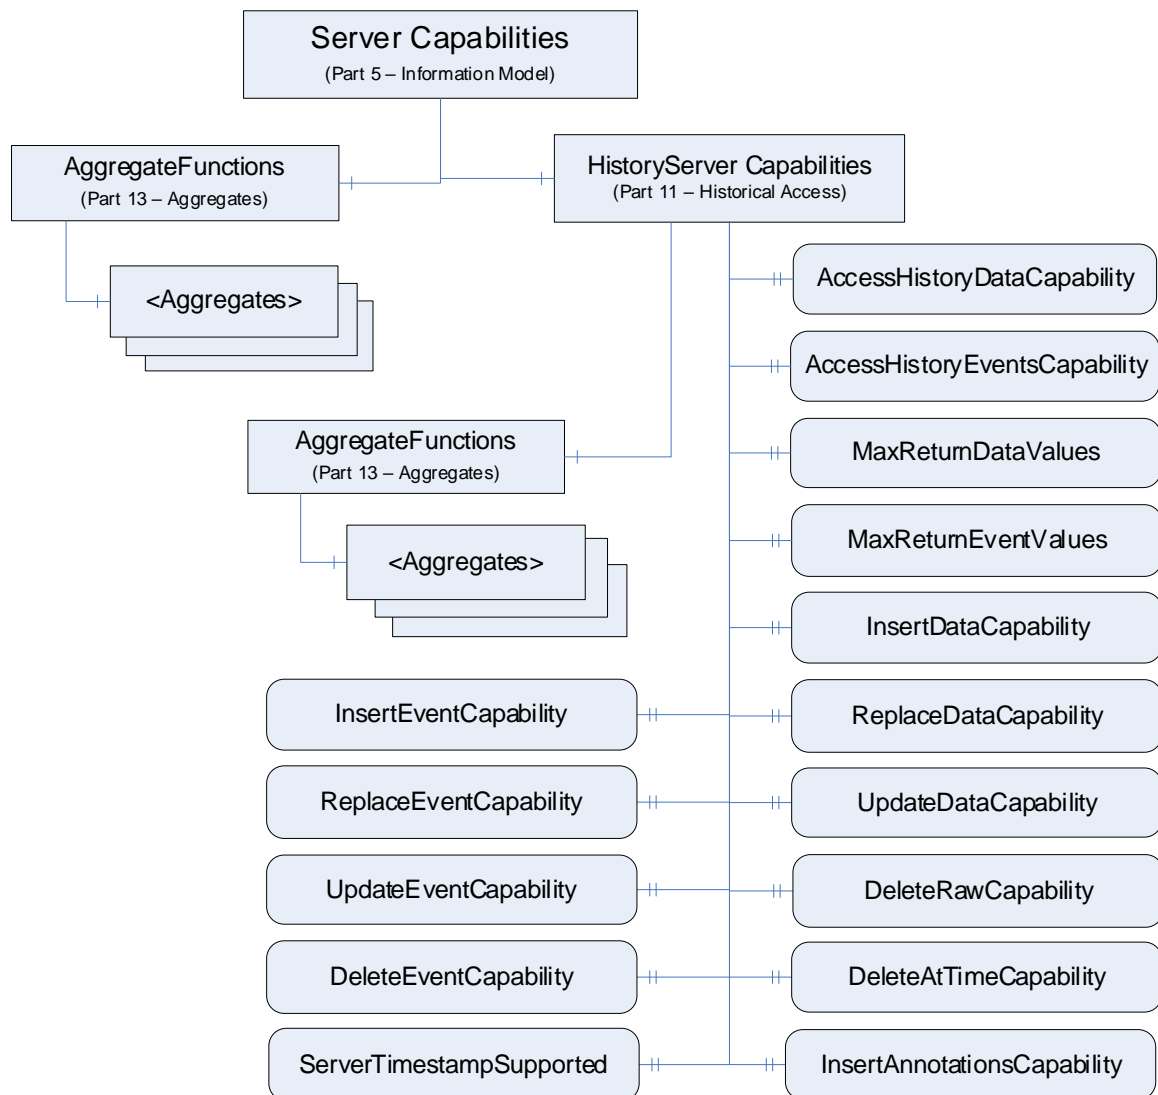 Server Capabilities
(Part 5 – Information Model)
AggregateFunctions
(Part 13 – Aggregates)
HistoryServer Capabilities
(Part 11 – Historical Access)
<Aggregates>
AccessHistoryDataCapability
AccessHistoryEventsCapability
AggregateFunctions
(Part 13 – Aggregates)
MaxReturnDataValues
<Aggregates>
MaxReturnEventValues
InsertDataCapability
InsertEventCapability
ReplaceDataCapability
ReplaceEventCapability
UpdateDataCapability
UpdateEventCapability
DeleteRawCapability
DeleteEventCapability
DeleteAtTimeCapability
ServerTimestampSupported
InsertAnnotationsCapability